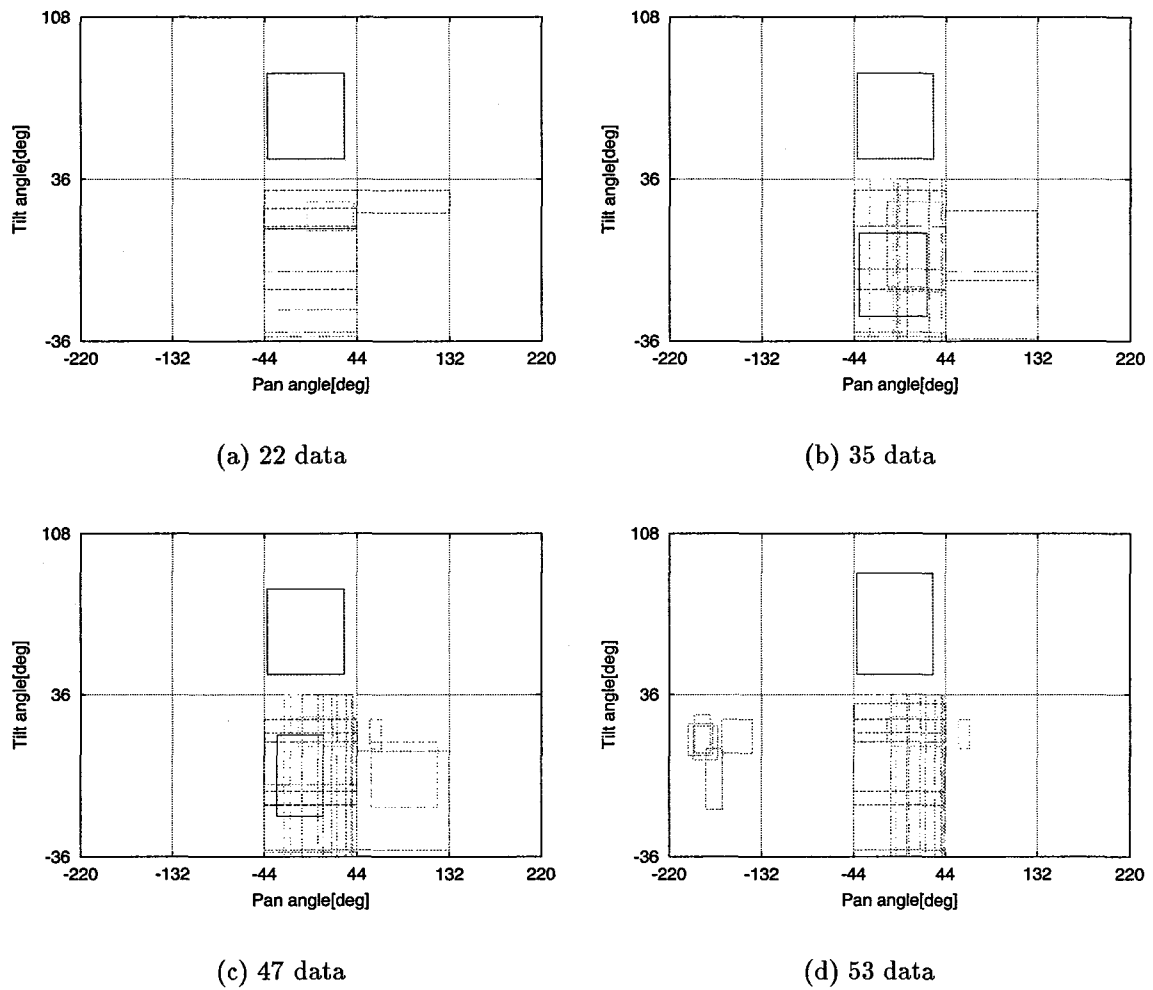 108
36
-36
Tilt angle[deg]
-220 -132 -44 44 132 220
Pan angle[deg]
(a) 22 data
108
36
-36
Tilt angle[deg]
-220 -132 -44 44 132 220
Pan angle[deg]
(b) 35 data
108
36
-36
Tilt angle[deg]
-220 -132 -44 44 132 220
Pan angle[deg]
(c) 47 data
108
36
-36
Tilt angle[deg]
-220 -132 -44 44 132 220
Pan angle[deg]
(d) 53 data